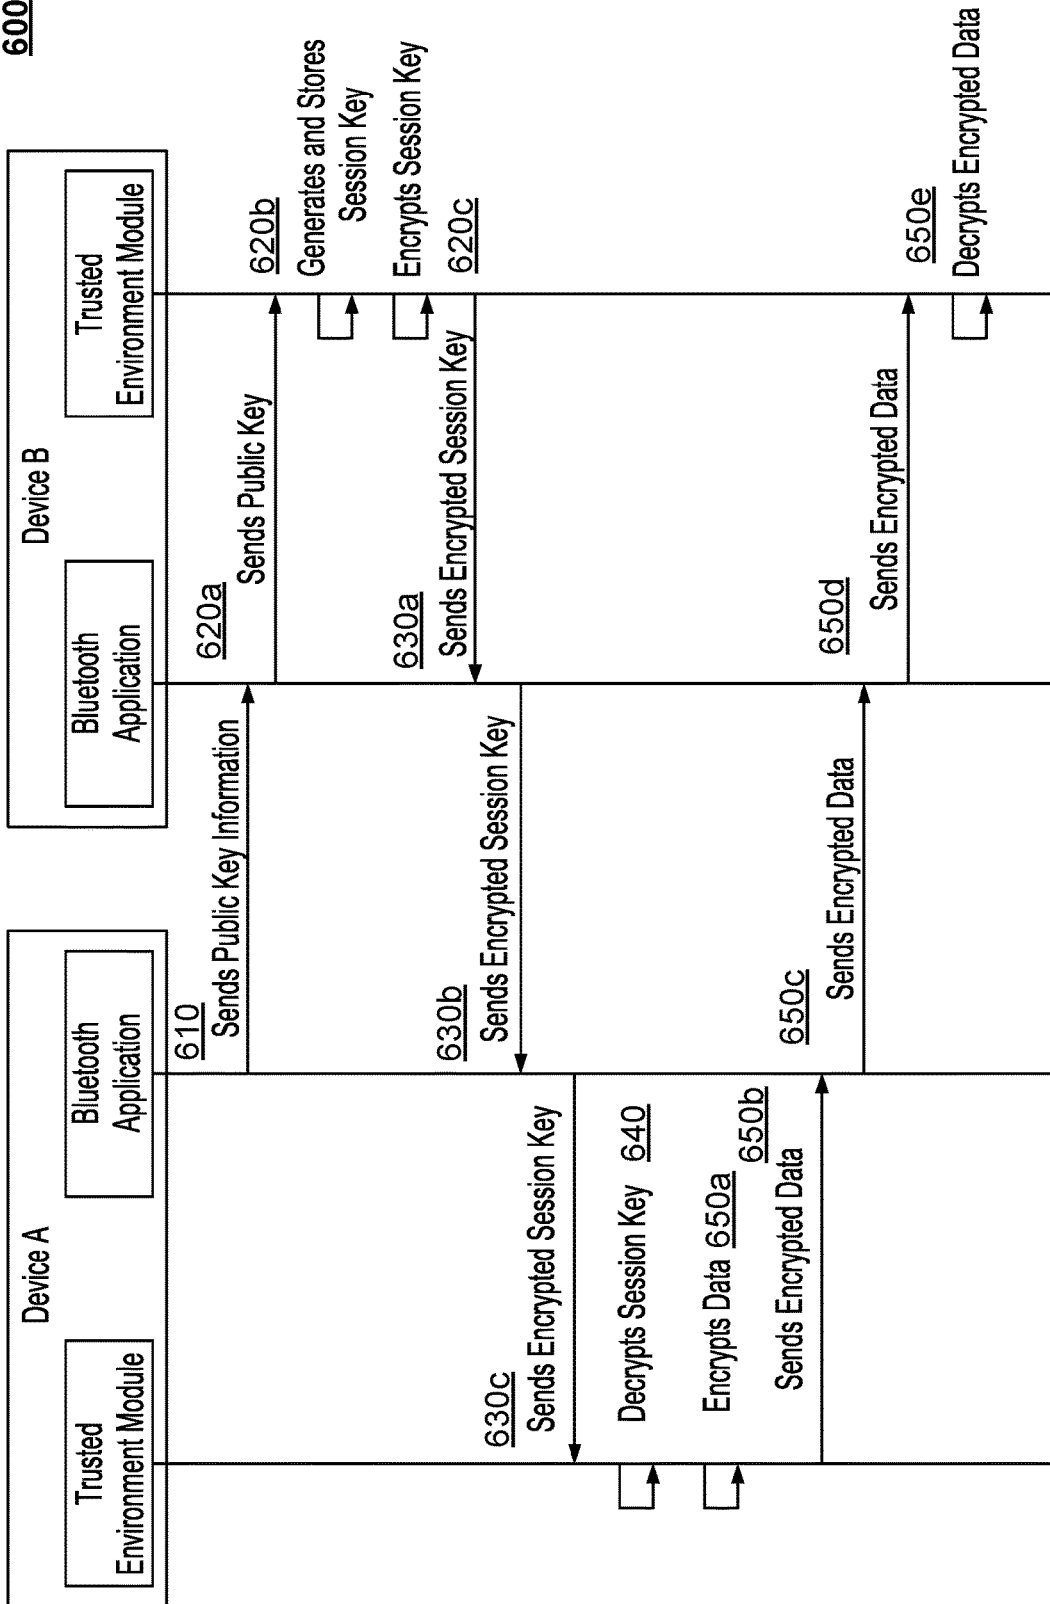 600
Device A
Trusted
Environment Module
Bluetooth
Application
Device B
Bluetooth
Application
Trusted
Environment Module
610
Sends Public Key Information
620a
Sends Public Key
620b
Generates and Stores
Session Key
Encrypts Session Key
620c
630a
Sends Encrypted Session Key
630b
Sends Encrypted Session Key
630c
Sends Encrypted Session Key
Decrypts Session Key 640
Encrypts Data 650a
650b
Sends Encrypted Data
650c
Sends Encrypted Data
650d
Sends Encrypted Data
650e
Decrypts Encrypted Data